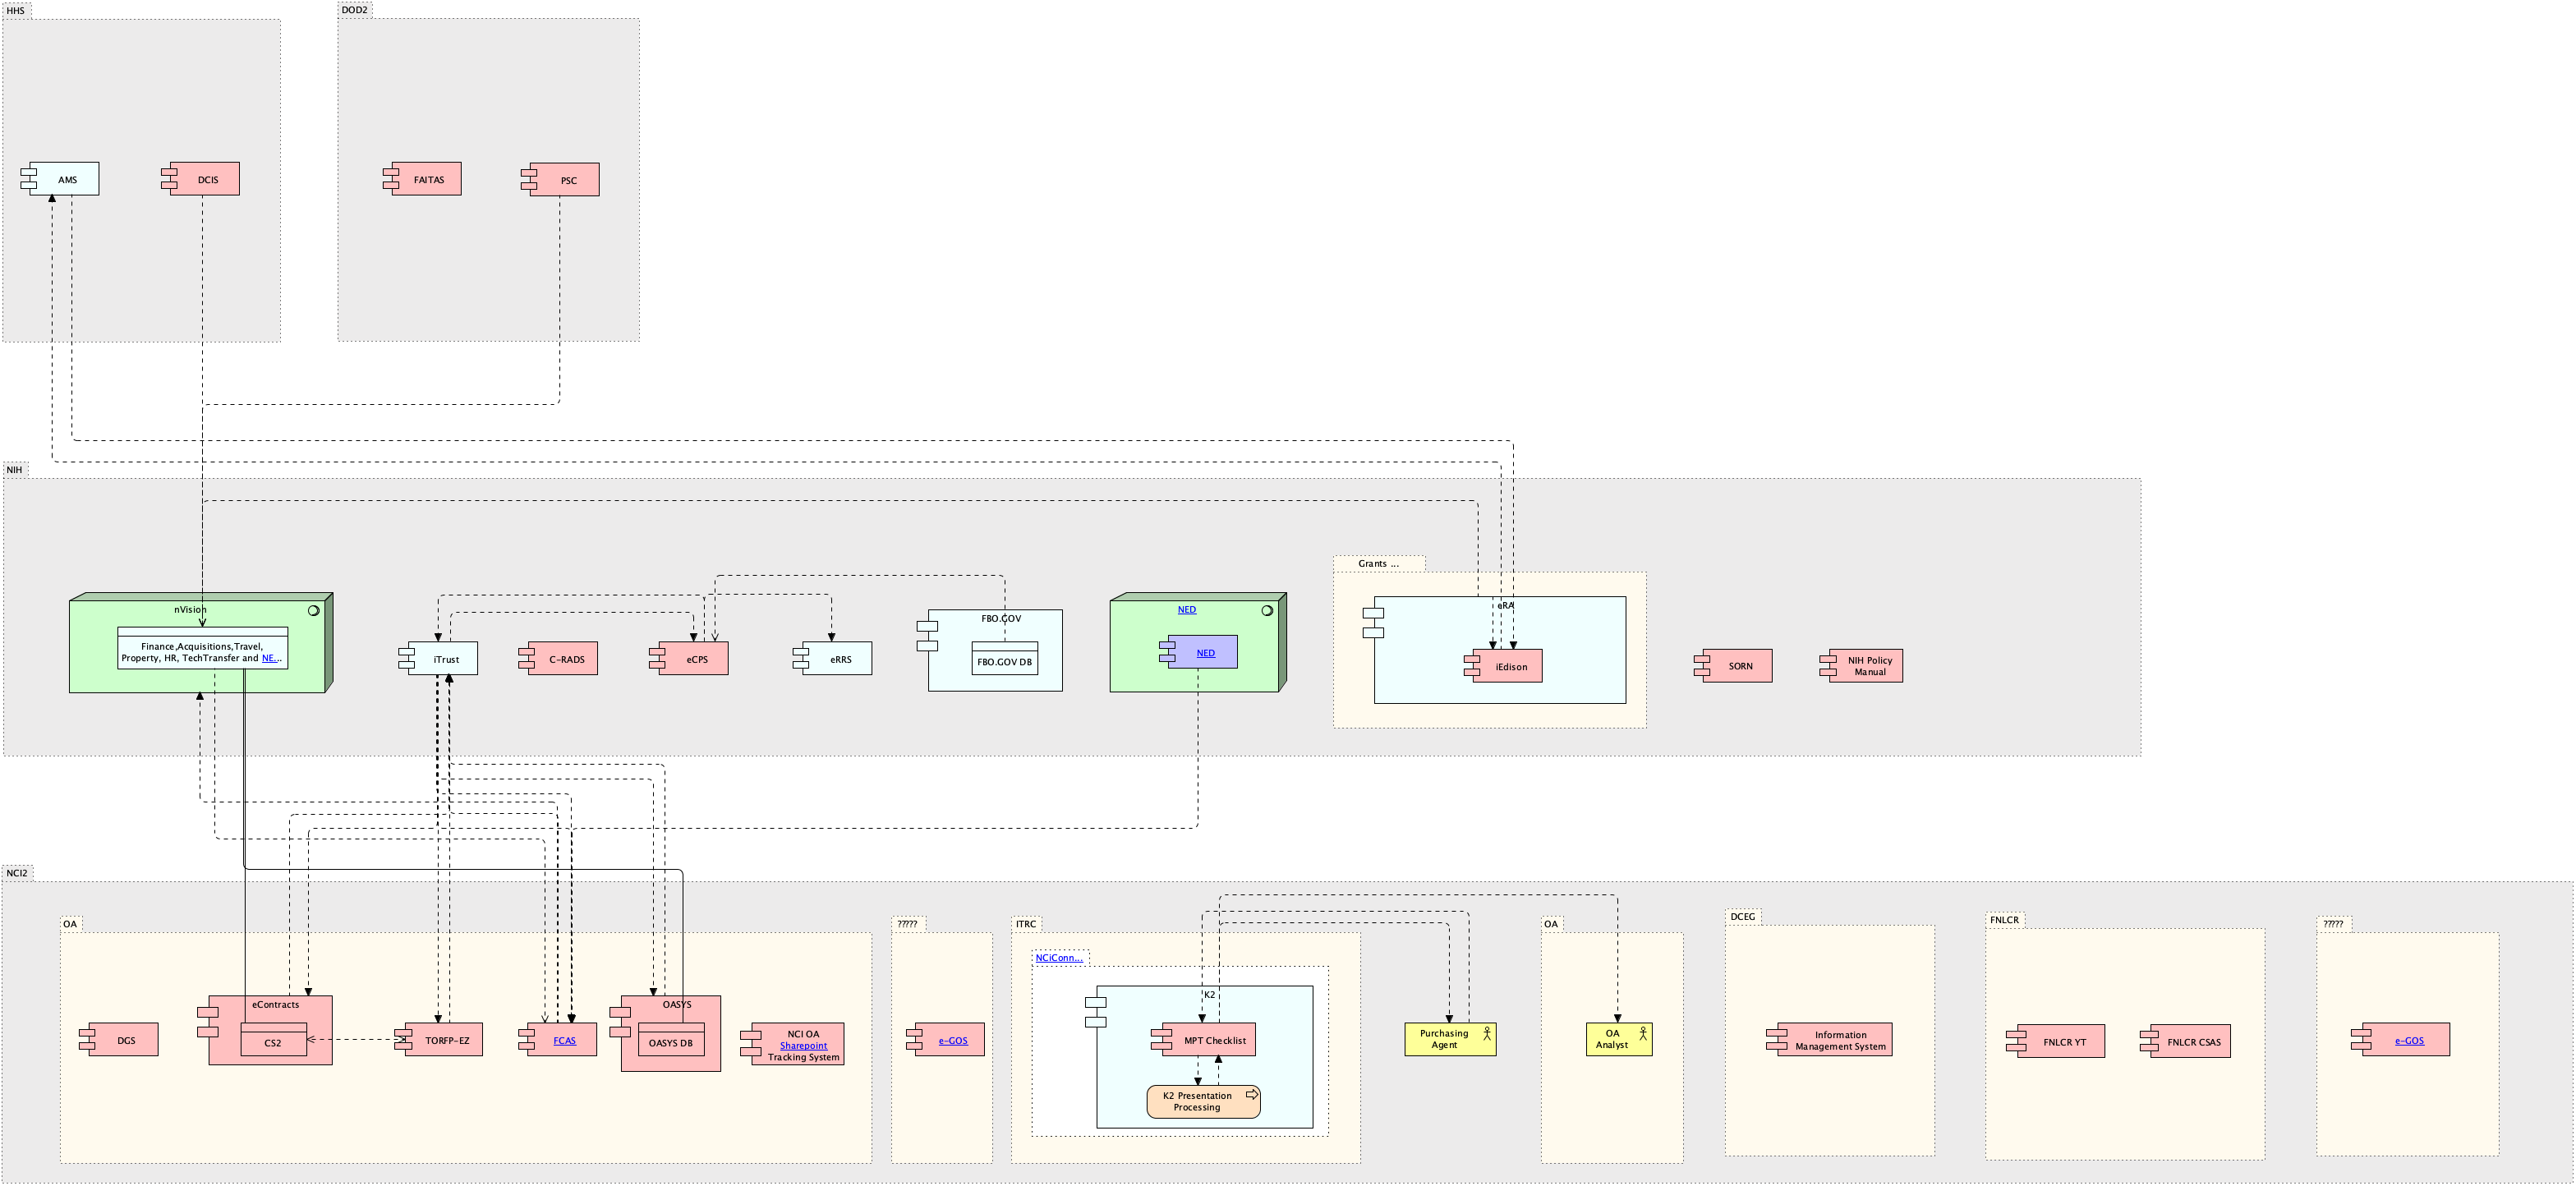 HHS
DOD2
AMS
DCIS
FAITAS
PSC
NIH
Grants ...
nVision
Finance,Acquisitions,Travel,
Property, HR, TechTransfer and NE...
iTrust
C-RADS
eCPS
eRRS
FBO.GOV
FBO.GOV DB
NED
NED
eRA
iEdison
SORN
NIH Policy
Manual
NCI2
OA
?????
ITRC
OA
DCEG
FNLCR
?????
NCiConn...
DGS
eContracts
CS2
TORFP-EZ
FCAS
OASYS
OASYS DB
NCI OA
Sharepoint
Tracking System
e-GOS
K2
MPT Checklist
K2 Presentation
Processing
Purchasing
Agent
OA
Analyst
Information
Management System
FNLCR YT
FNLCR CSAS
e-GOS